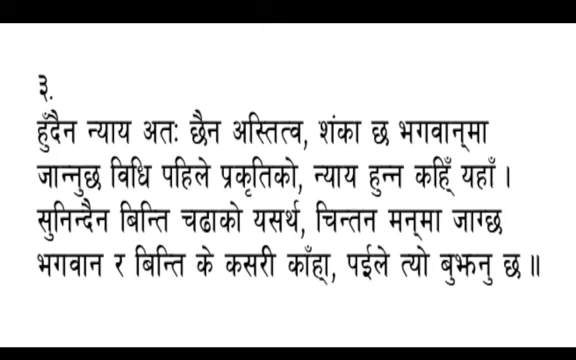 ३.
हुँदैन न्याय अतः छैन अस्तित्व, शंका छ भगवान्‌मा
जान्नुछ विधि पहिले प्रकृतिको, न्याय हुन्न कहिँ यहाँ ।
सुनिन्दैन बिन्ति चढाको यसर्थ, चिन्तन मन्‌मा जाग्छ
भगवान र बिन्ति के कसरी काँहा, पईले त्यो बुझ्नु छ ॥